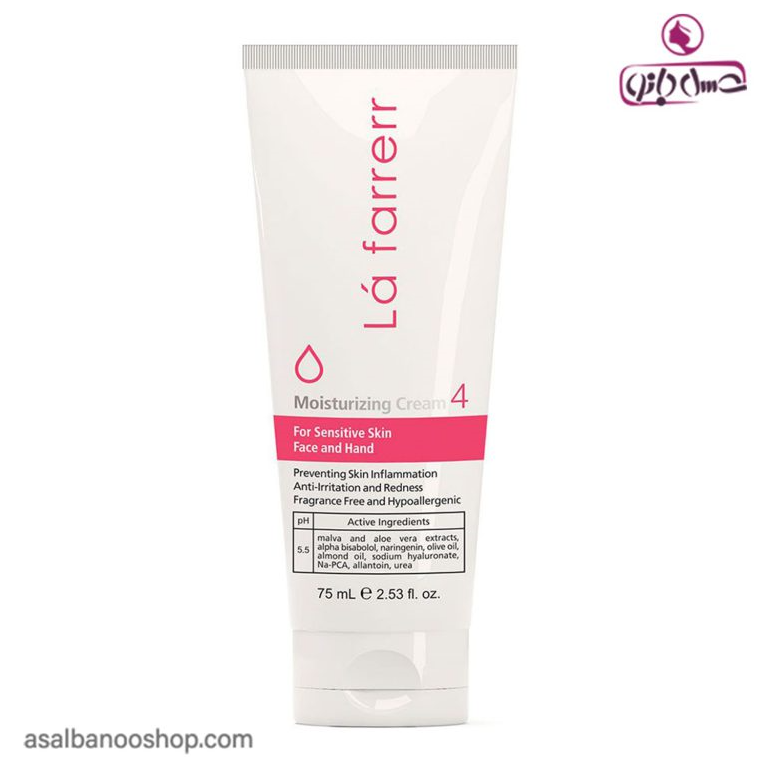 عسل بانو
Lá farrerr
Moisturizing Cream 4
For Sensitive Skin
Face and Hand
Preventing Skin Inflammation
Anti-Irritation and Redness
Fragrance Free and Hypoallergenic
pH Active Ingredients
5.5 malva and aloe vera extracts,
alpha bisabolol, naringenin, olive oil,
almond oil, sodium hyaluronate,
Na-PCA, allantoin, urea
75 mL e 2.53 fl. oz.
asalbanooshop.com